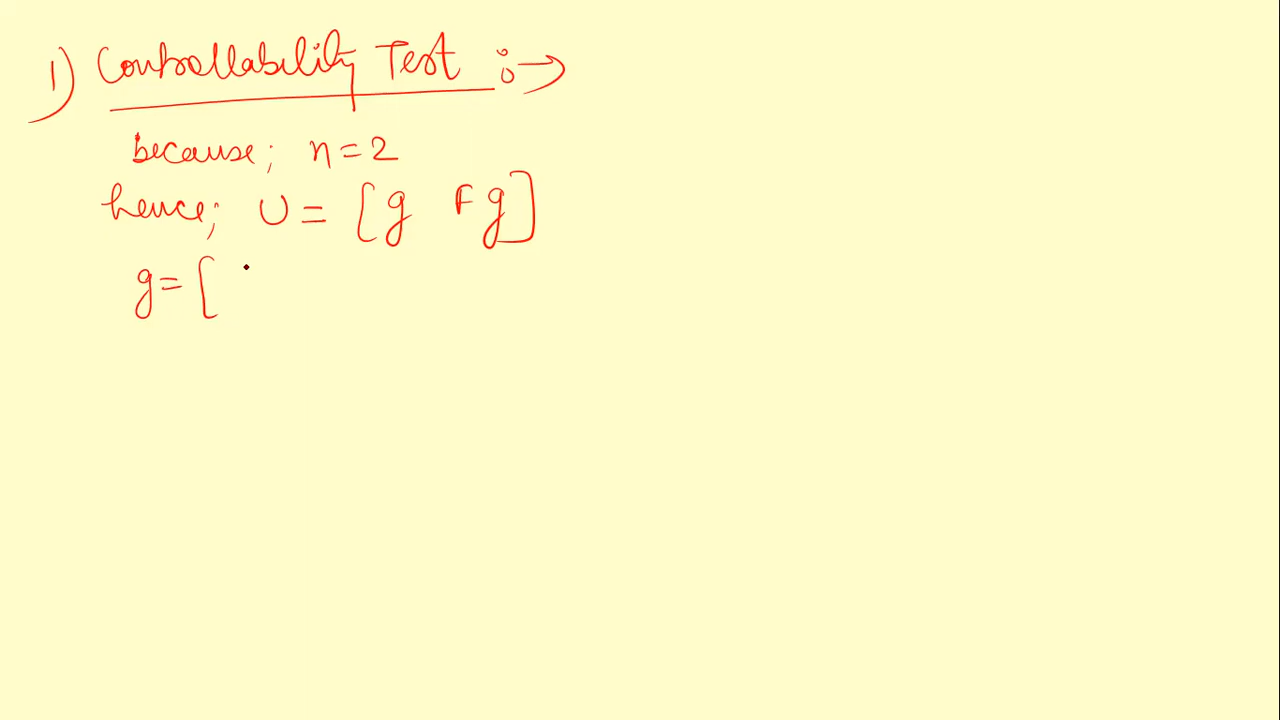 1) Controllability Test :→
because; n=2
hence; U = [g Fg]
g=[